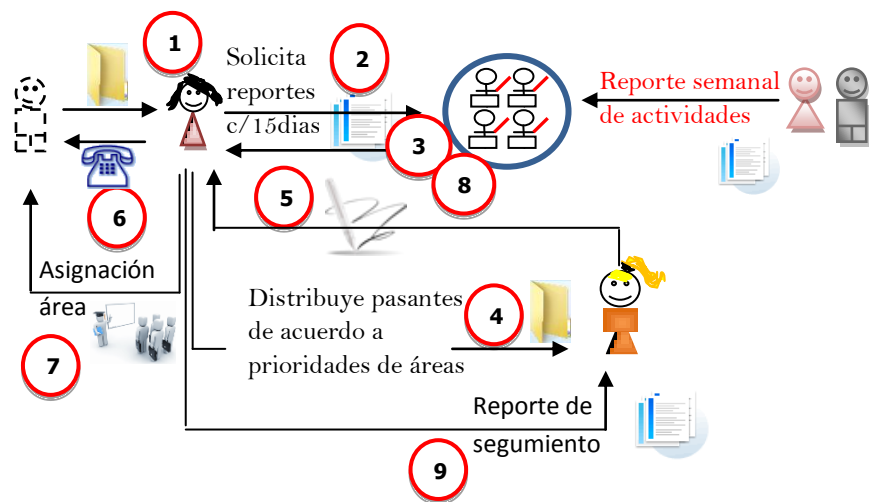 1
2
Solicita
reportes
c/15dias
3
8
Reporte semanal
de actividades
5
6
Asignación
área
7
Distribuye pasantes
de acuerdo a
prioridades de áreas
4
Reporte de
segumiento
9